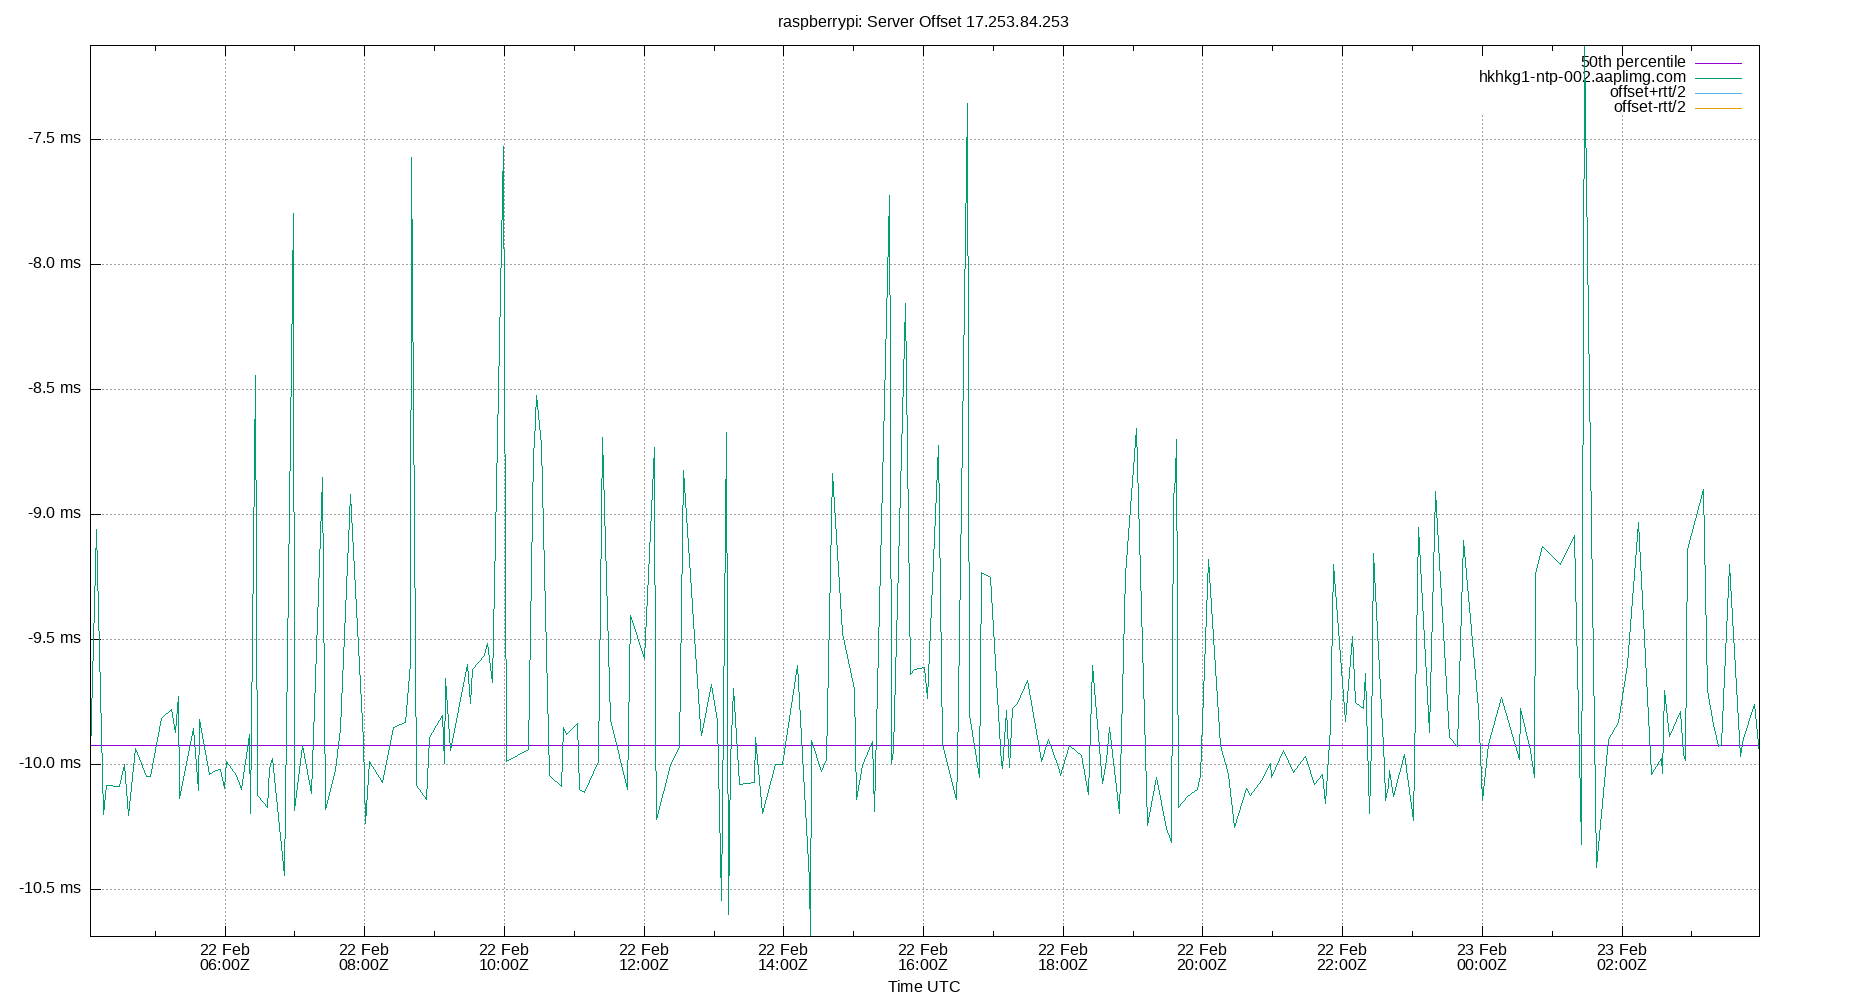 raspberrypi: Server Offset 17.253.84.253
50th percentile
hkhkg1-ntp-002.aaplimg.com
offset+rtt/2
offset-rtt/2
-7.5 ms
-8.0 ms
-8.5 ms
-9.0 ms
-9.5 ms
-10.0 ms
-10.5 ms
22 Feb 22 Feb 22 Feb 22 Feb 22 Feb 22 Feb 22 Feb 22 Feb 22 Feb 23 Feb 23 Feb
06:00Z 08:00Z 10:00Z 12:00Z 14:00Z 16:00Z 18:00Z 20:00Z 22:00Z 00:00Z 02:00Z
Time UTC